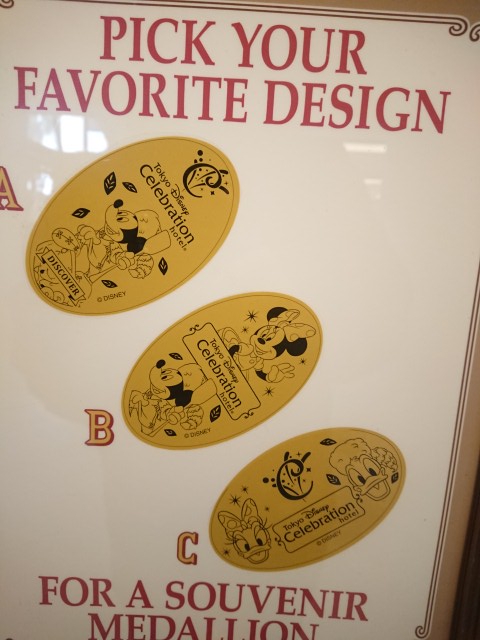 PICK YOUR
FAVORITE DESIGN
A
Tokyo Disney
Celebration
hotel®
DISCOVER
© DISNEY
B
Tokyo Disney
Celebration
hotel®
© DISNEY
C
Tokyo Disney
Celebration
hotel
© DISNEY
FOR A SOUVENIR
MEDALLION